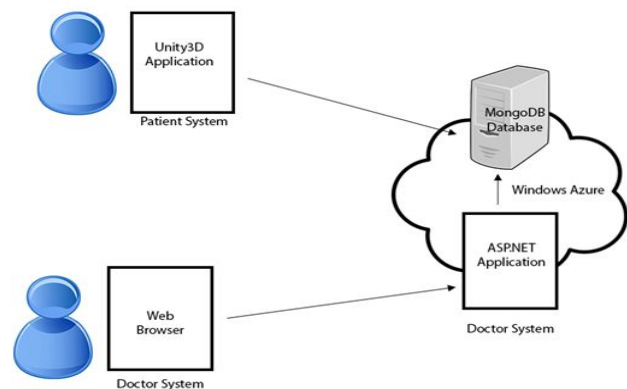 Unity3D
Application
Patient System
MongoDB
Database
Windows Azure
ASP.NET
Application
Doctor System
Web
Browser
Doctor System